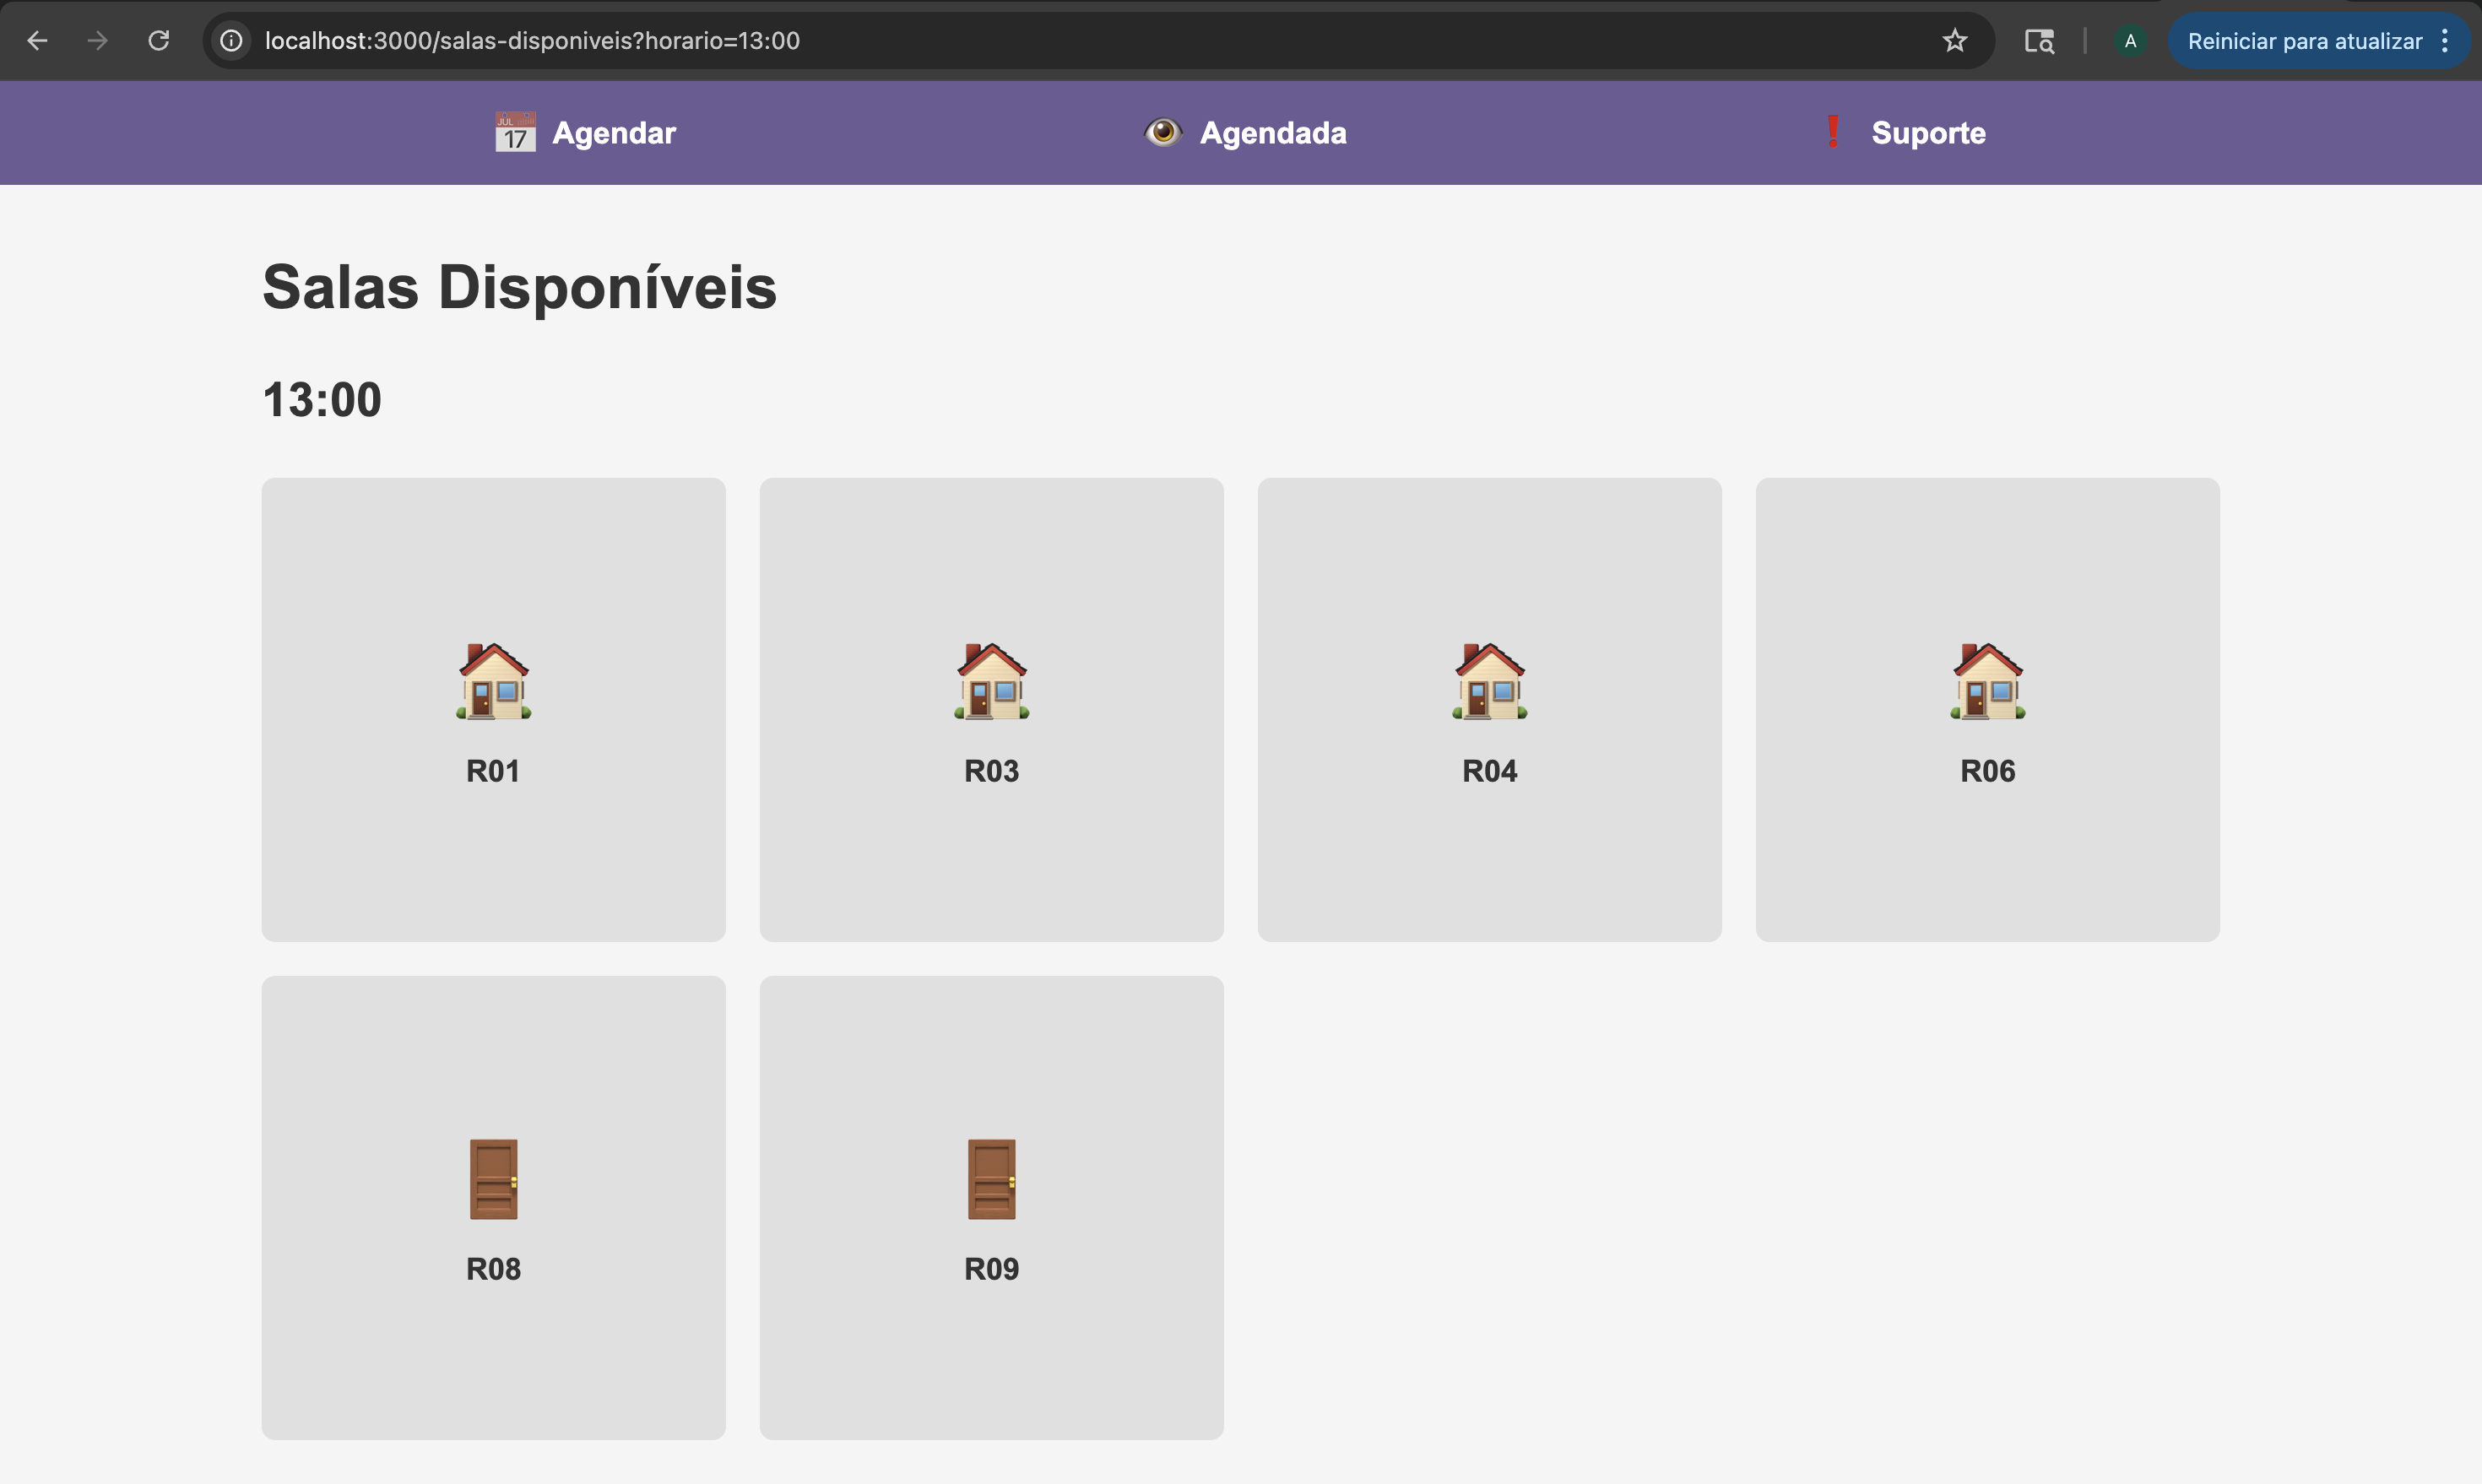 localhost:3000/salas-disponiveis?horario=13:00
A
Reiniciar para atualizar
JUL
17
Agendar
Agendada
Suporte
Salas Disponíveis
13:00
R01
R03
R04
R06
R08
R09